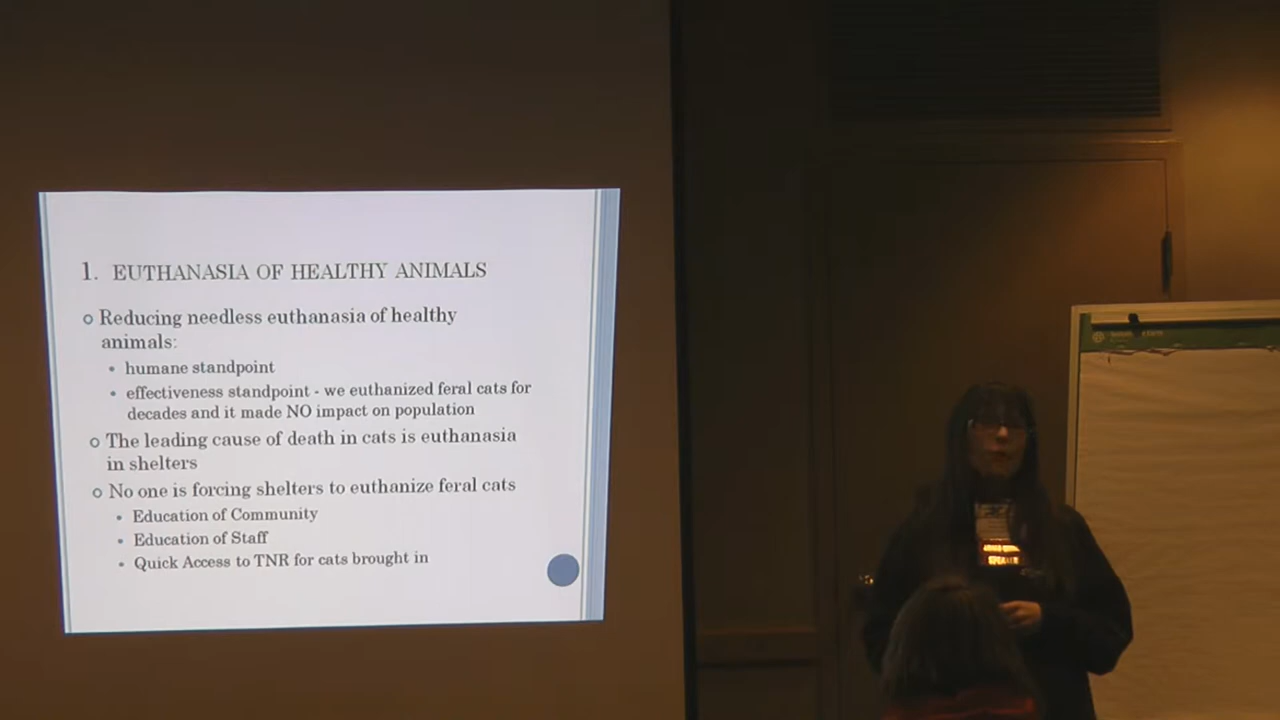 1. EUTHANASIA OF HEALTHY ANIMALS
Reducing needless euthanasia of healthy
animals:
humane standpoint
effectiveness standpoint - we euthanized feral cats for
decades and it made NO impact on population
The leading cause of death in cats is euthanasia
in shelters
No one is forcing shelters to euthanize feral cats
Education of Community
Education of Staff
Quick Access to TNR for cats brought in
SPEAKER